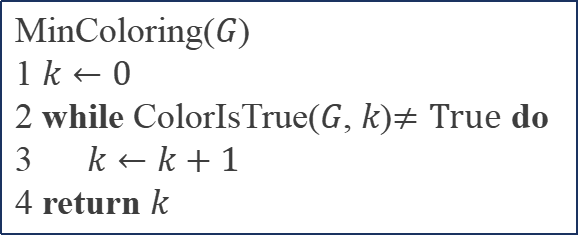 MinColoring(𝐺)
1 𝑘 ← 0
2 while ColorIsTrue(𝐺, 𝑘)≠ True do
3 𝑘 ← 𝑘 + 1
4 return 𝑘